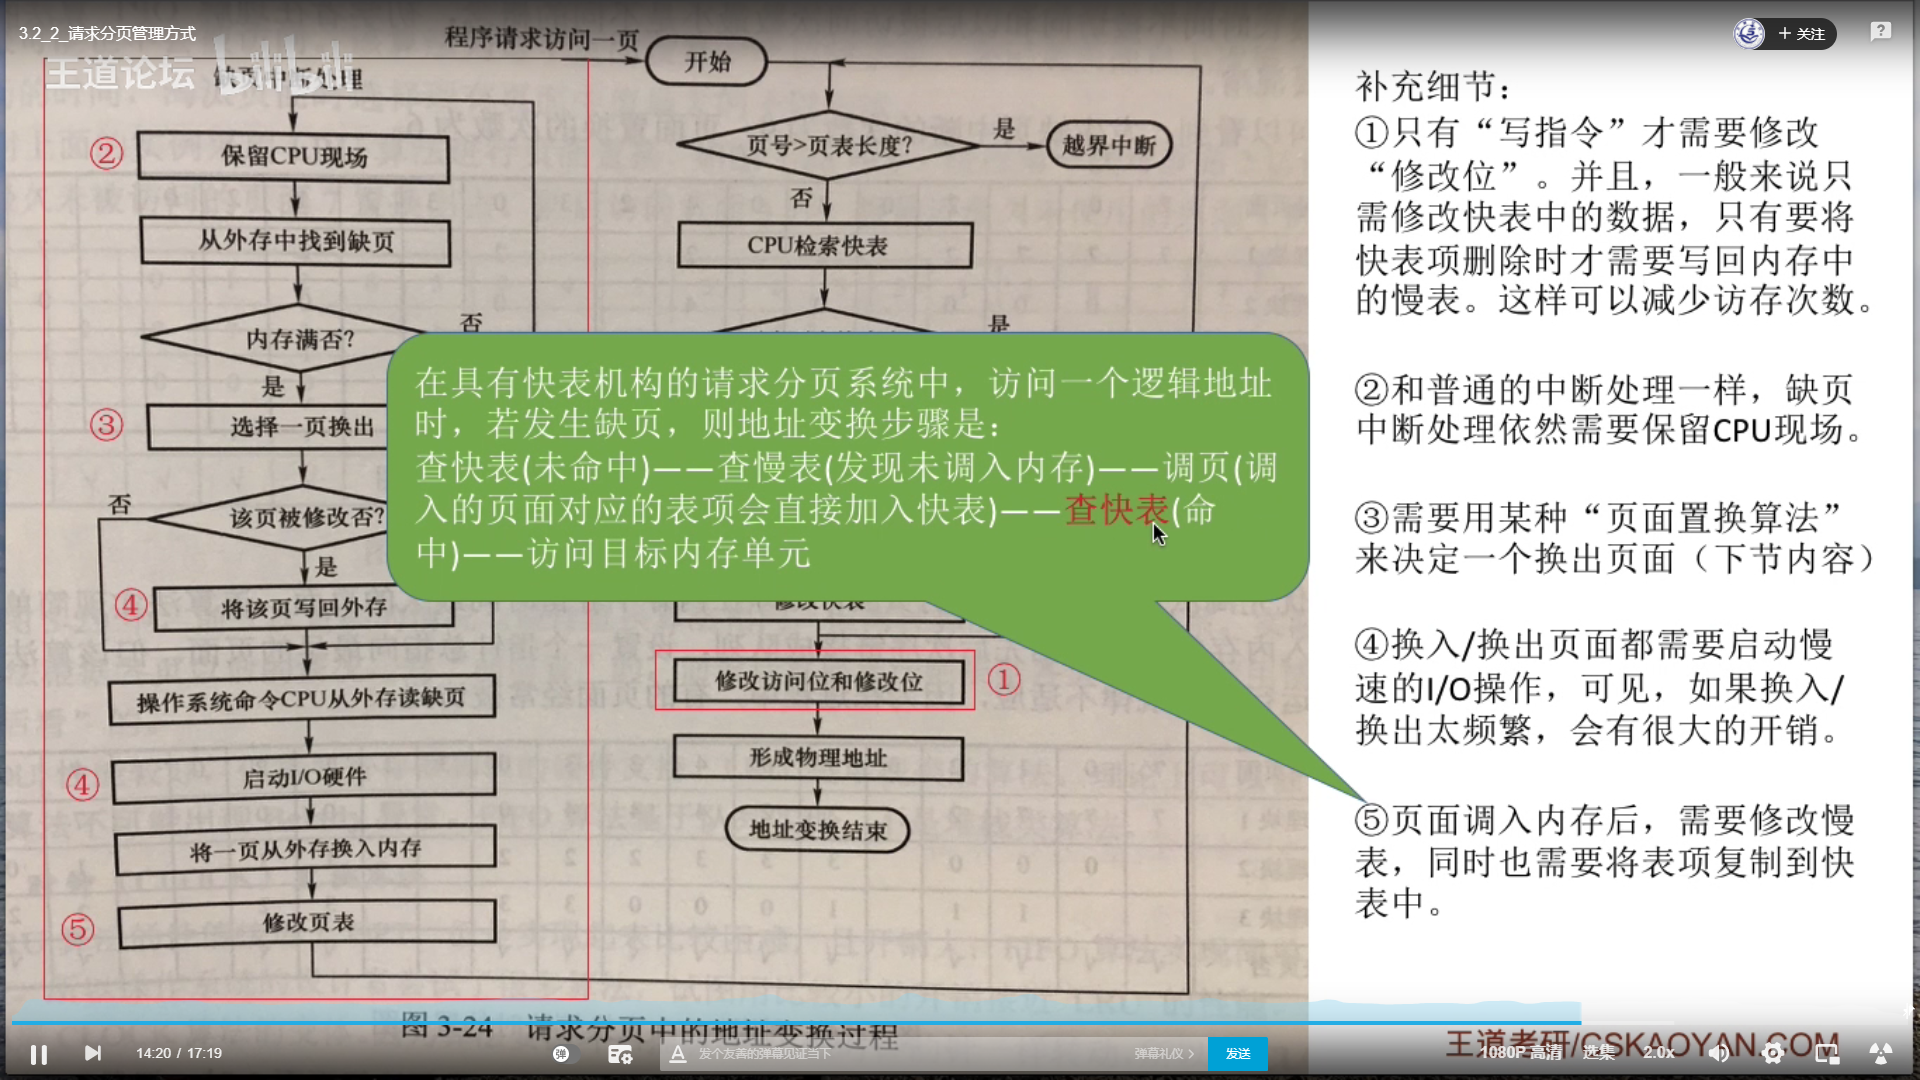 3.2_2_请求分页管理方式
+ 关注
王道论坛
bilibili
程序请求访问一页
开始
②
保留CPU现场
从外存中找到缺页
内存满否?
否
是
③
选择一页换出
否
该页被修改否?
是
④
将该页写回外存
操作系统命令CPU从外存读缺页
④
启动I/O硬件
将一页从外存换入内存
⑤
修改页表
页号>页表长度?
是
越界中断
否
CPU检索快表
是
在具有快表机构的请求分页系统中，访问一个逻辑地址
时，若发生缺页，则地址变换步骤是：
查快表(未命中)——查慢表(发现未调入内存)——调页(调
入的页面对应的表项会直接加入快表)——查快表(命
中)——访问目标内存单元
修改快表
修改访问位和修改位
①
形成物理地址
地址变换结束
图 3-24 请求分页中的地址变换过程
补充细节：
①只有“写指令”才需要修改
“修改位”。并且，一般来说只
需修改快表中的数据，只有要将
快表项删除时才需要写回内存中
的慢表。这样可以减少访存次数。
②和普通的中断处理一样，缺页
中断处理依然需要保留CPU现场。
③需要用某种“页面置换算法”
来决定一个换出页面（下节内容）
④换入/换出页面都需要启动慢
速的I/O操作，可见，如果换入/
换出太频繁，会有很大的开销。
⑤页面调入内存后，需要修改慢
表，同时也需要将表项复制到快
表中。
王道考研/CSKAOYAN.COM
14:20 / 17:19
弹
发个友善的弹幕见证当下
弹幕礼仪 >
发送
1080P 高清
选集
2.0x